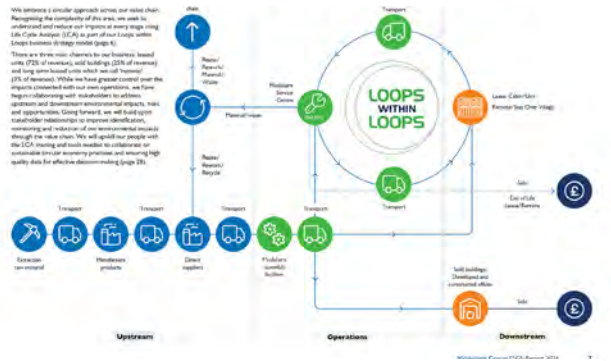 We embrace a circular approach across our value chain.
Recognising the complexity of this area, we seek to
understand and reduce our impacts at every stage using
Life Cycle Analysis (LCA) as part of our Loops within
Loops business strategy model (page 6).
There are three main channels to our business: leased
units (72% of revenue), sold buildings (25% of revenue)
and long term leased units which we call
(3% of revenue). While we have greater control over the
impacts connected with our own operations, we have
begun collaborating with stakeholders to address
upstream and downstream environmental impacts, risks
and opportunities. Going forward, we will build upon
stakeholder relationships to improve identification,
monitoring and reduction of our environmental impacts
through the value chain. We will upskill our people with
the LCA training and tools needed to collaborate on
sustainable circular economy practices and ensuring high
quality data for effective decision-making (page 28).
chain
Repair/
Rework/
Material/
Waste
Material reuse
Reuse/
Rework/
Recycle
Modulaire
Service
Centre
Transport
LOOPS
WITHIN
LOOPS
Transport
Lease: Cabin/Unit
Remote Stay Over Village
Sale:
End of Life
Lease/Remote
£
Transport
Transport
Transport
Transport
Extraction
raw material
Manufacture
products
Direct
suppliers
Modulaire
facilities
Sold buildings:
Developed and
constructed offsite
Sale:
£
Upstream
Operations
Downstream
Modulaire Group ESG Report 2024
7